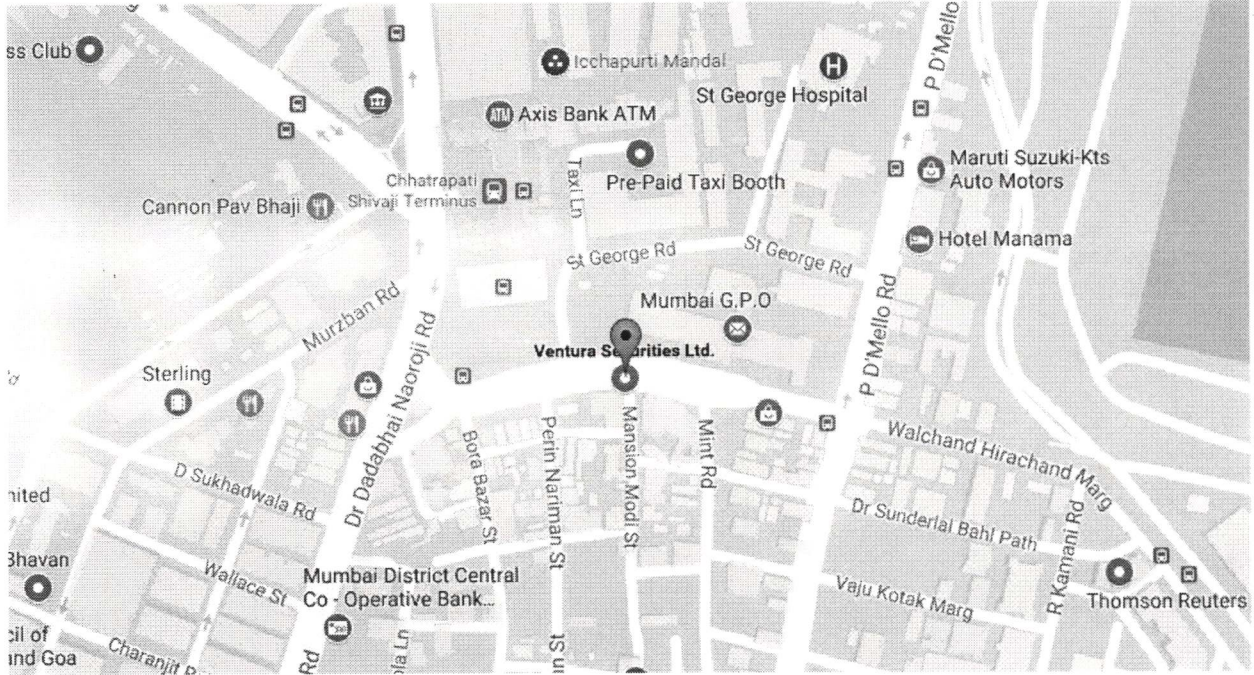 ss Club
Icchapurti Mandal
St George Hospital
P D'Mello
ATM
Axis Bank ATM
H
Maruti Suzuki-Kts
Auto Motors
Pre-Paid Taxi Booth
Taxi Ln
Chhatrapati
Shivaji Terminus
Cannon Pav Bhaji
Hotel Manama
St George Rd
St George Rd
Mumbai G.P.O
Murzban Rd
P D'Mello Rd
Ventura Securities Ltd.
Sterling
Dr Dadabhai Naoroji Rd
Bora Bazar St
Perin Nariman St
Mansion Modi St
Mint Rd
Walchand Hirachand Marg
D Sukhadwala Rd
nited
Dr Sunderlal Bahl Path
R Kamani Rd
Bhavan
Wallace St
Mumbai District Central
Co - Operative Bank...
Vaju Kotak Marg
Thomson Reuters
cil of
and Goa
Charanjit
Rd